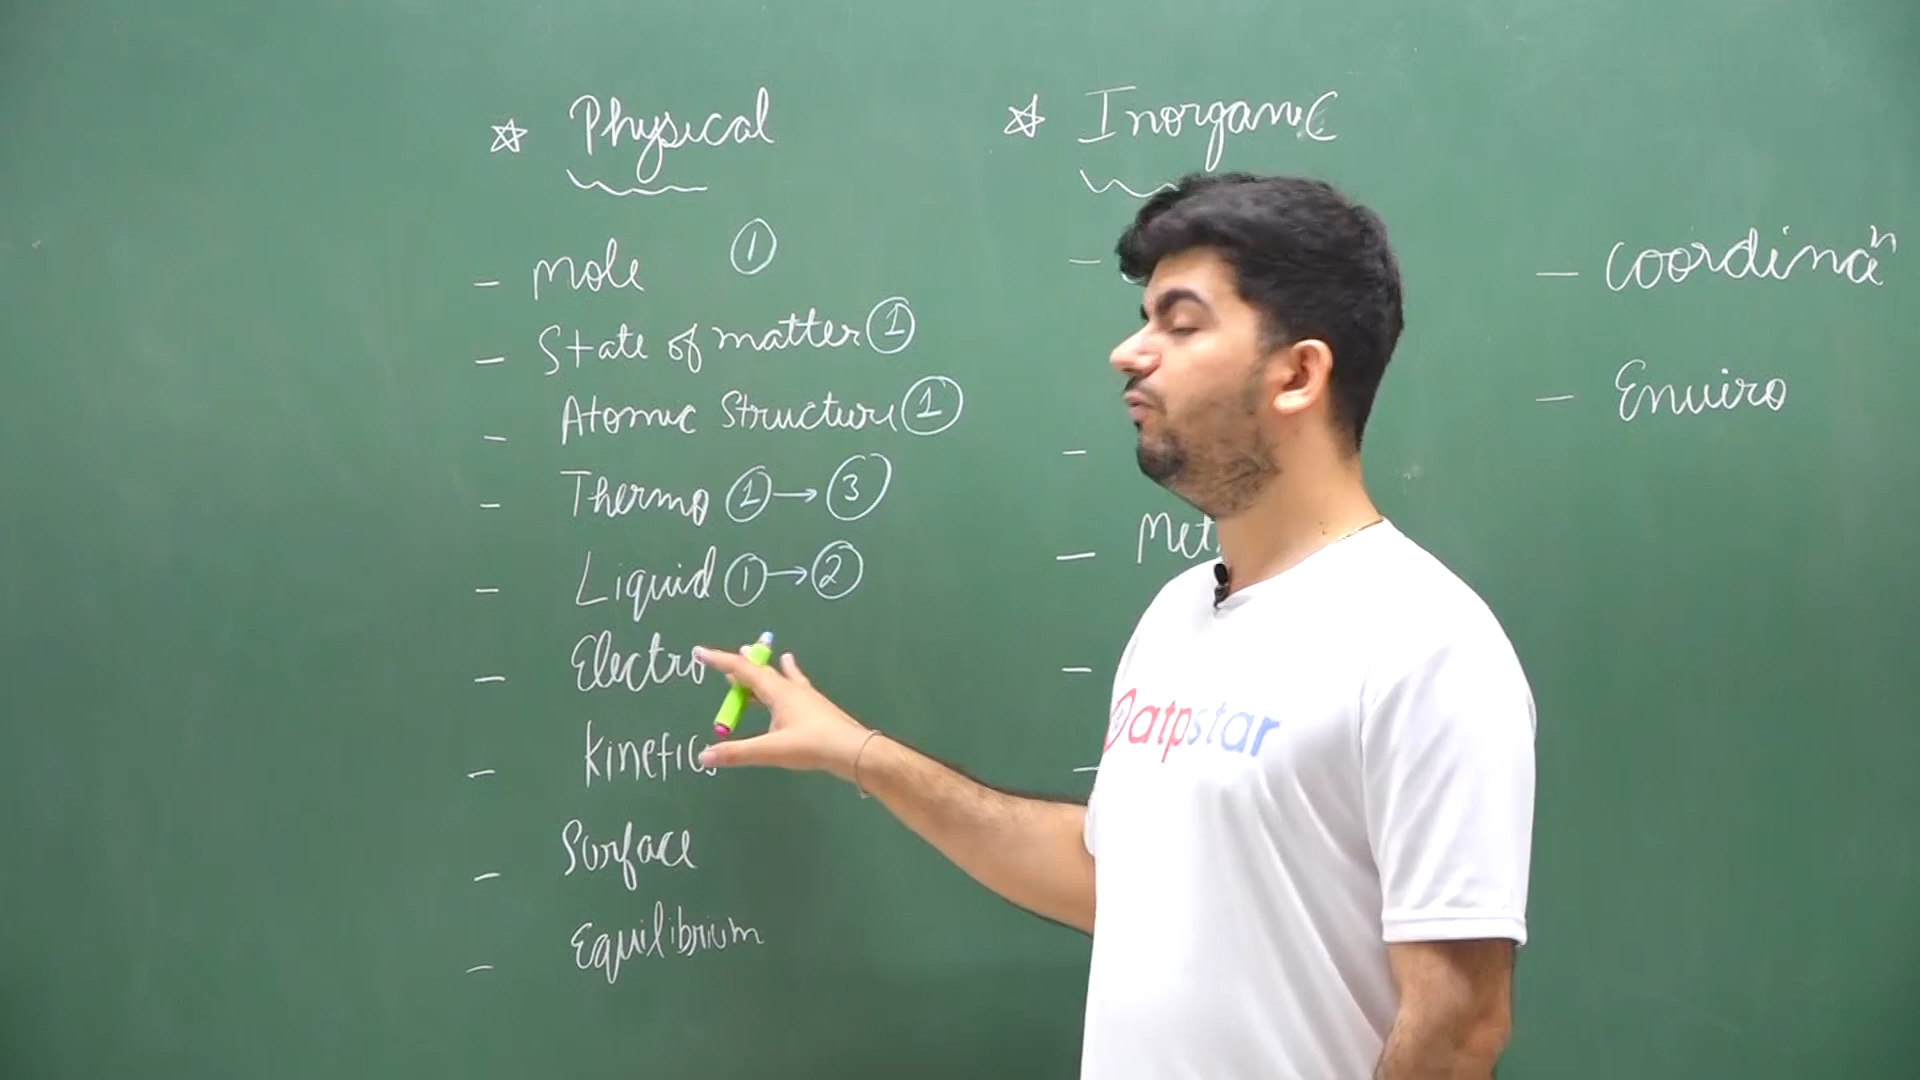 ☆ Physical
- Mole ①
- State of matter ①
- Atomic Structure ①
- Thermo ① → ③
- Liquid ① → ②
- Electro
- Kinetics
- Surface
- Equilibrium
☆ Inorganic
-
-
- Met
-
-
- Coordinaⁿ
- Enviro
atpstar